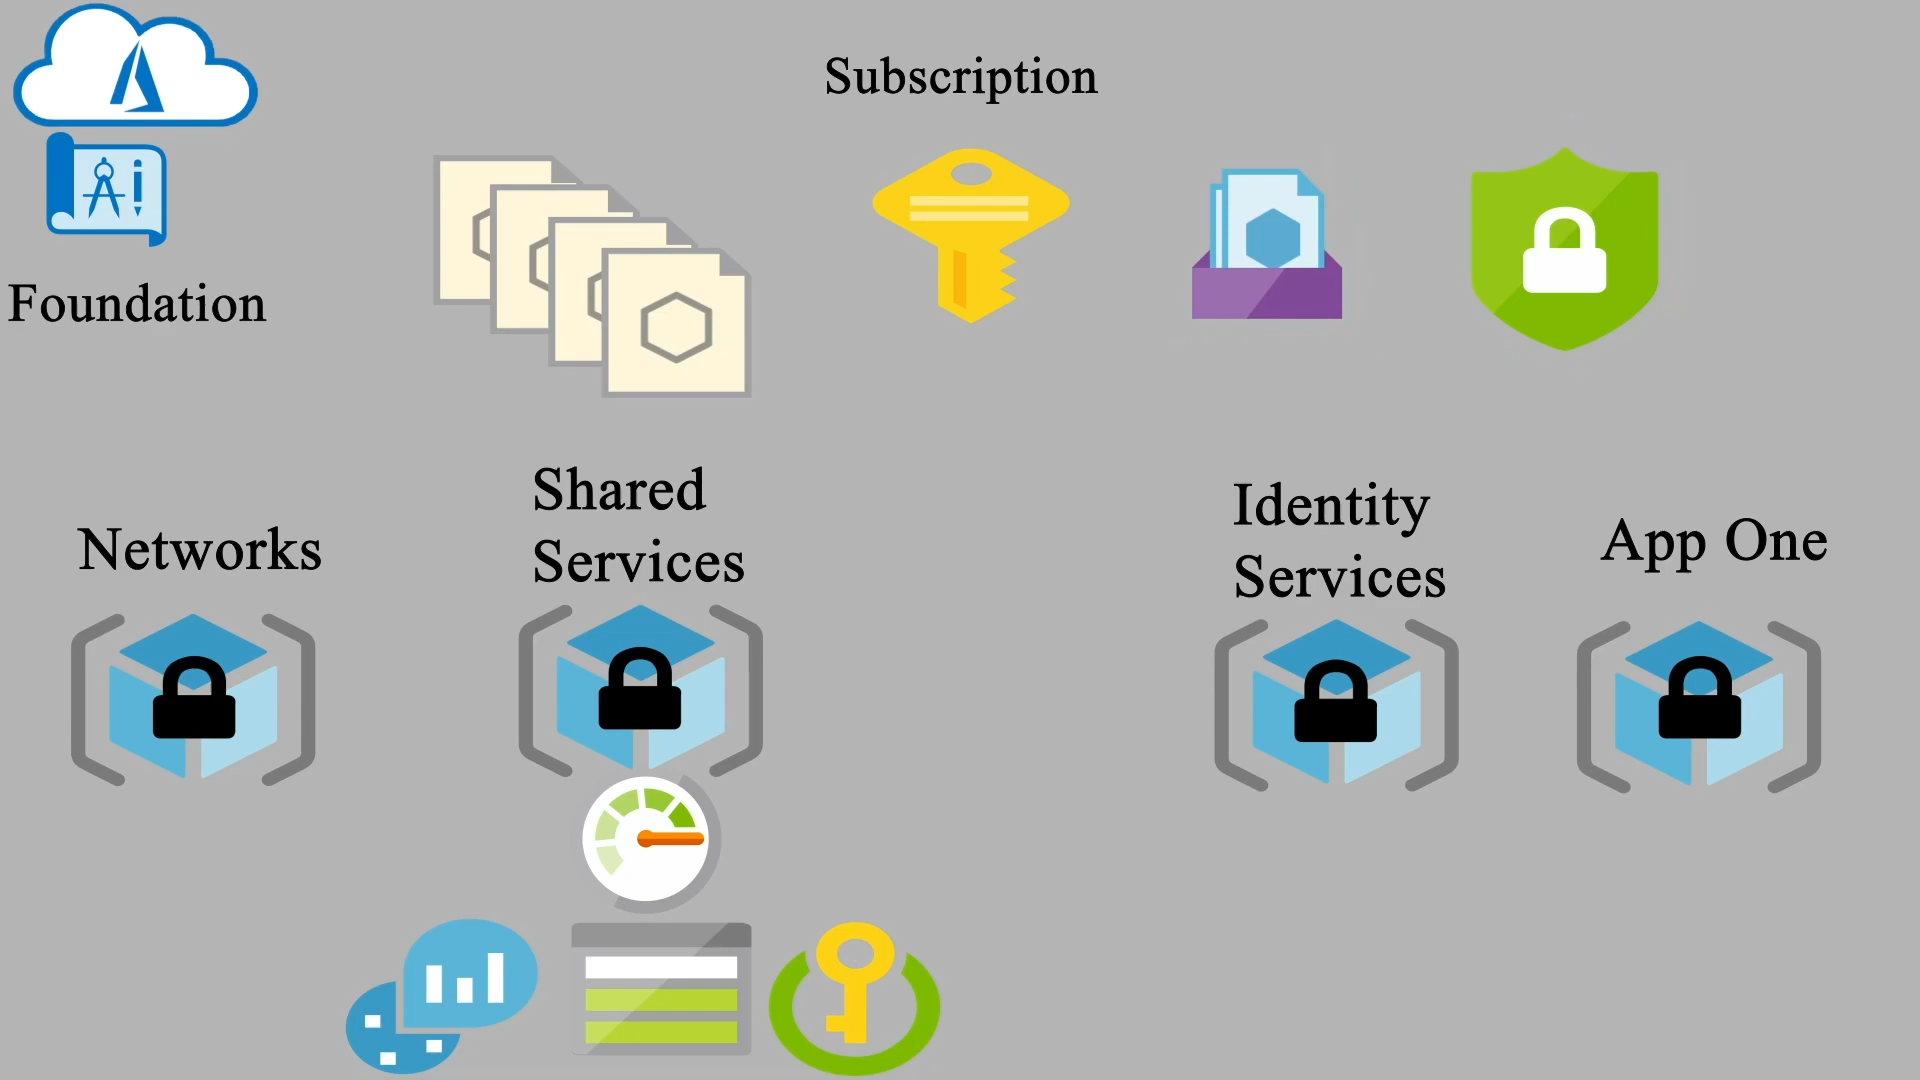 Subscription
Foundation
Networks
Shared
Services
Identity
Services
App One